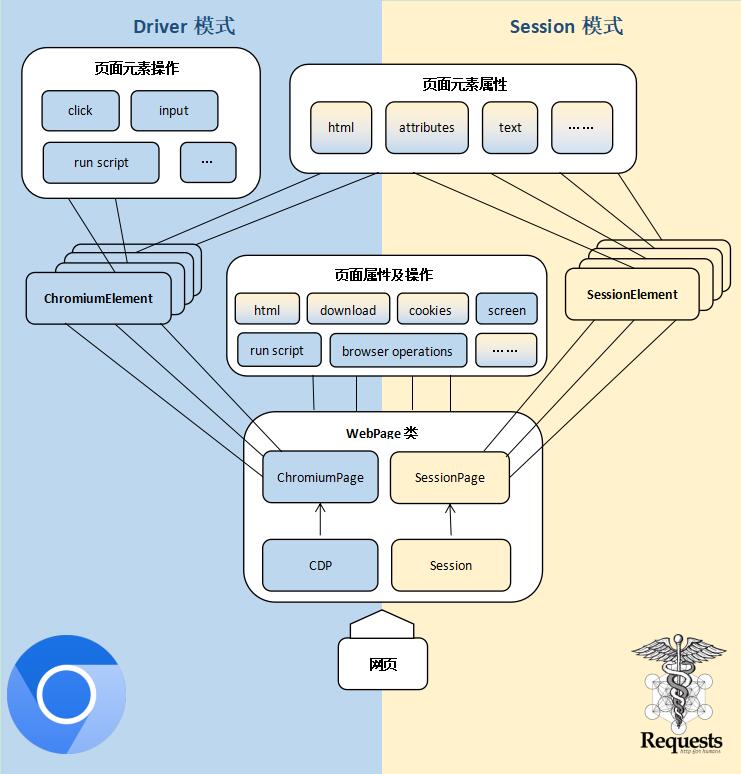 Driver 模式
Session 模式
页面元素操作
click
input
run script
...
页面元素属性
html
attributes
text
……
ChromiumElement
页面属性及操作
html
download
cookies
screen
run script
browser operations
……
SessionElement
WebPage 类
ChromiumPage
SessionPage
CDP
Session
网页
Requests
http for humans